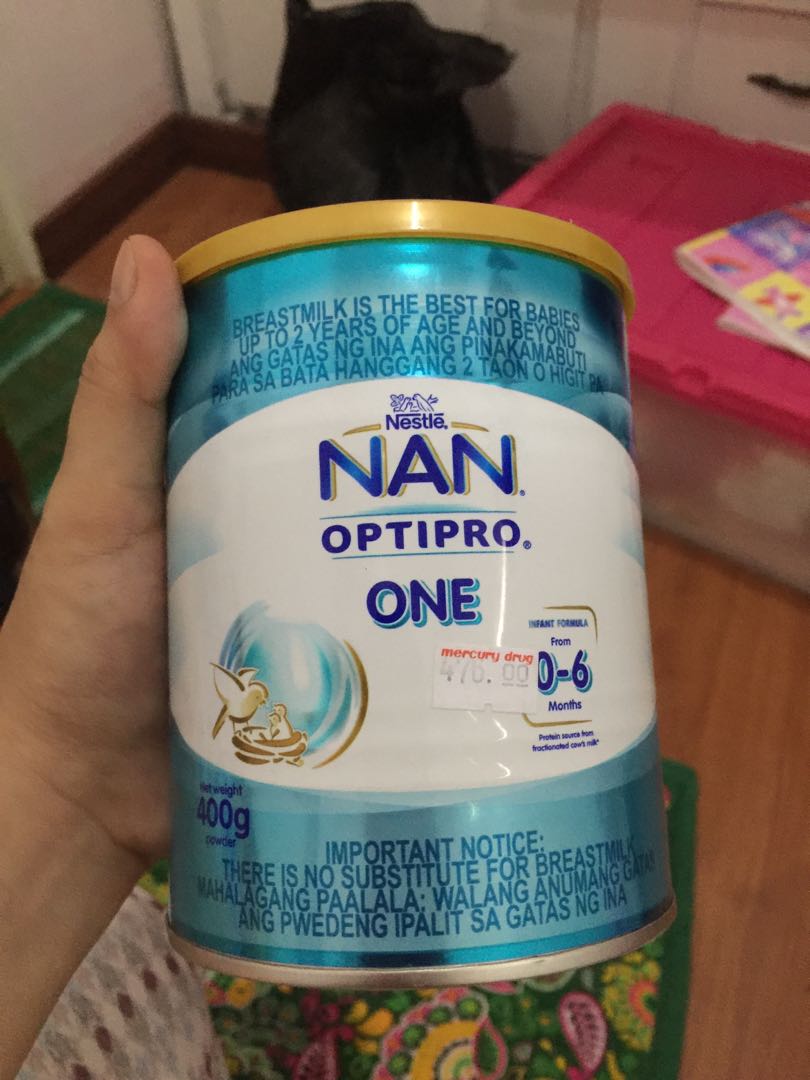 BREASTMILK IS THE BEST FOR BABIES
UP TO 2 YEARS OF AGE AND BEYOND
ANG GATAS NG INA ANG PINAKAMABUTI
PARA SA BATA HANGGANG 2 TAON O HIGIT PA
Nestlé®
NAN®
OPTIPRO®
ONE
INFANT FORMULA
From
0-6
Months
mercury drug
476.00
Protein source from
fractionated cow's milk*
Net weight
400g
powder
IMPORTANT NOTICE:
THERE IS NO SUBSTITUTE FOR BREASTMILK
MAHALAGANG PAALALA: WALANG ANUMANG GATAS
ANG PWEDENG IPALIT SA GATAS NG INA